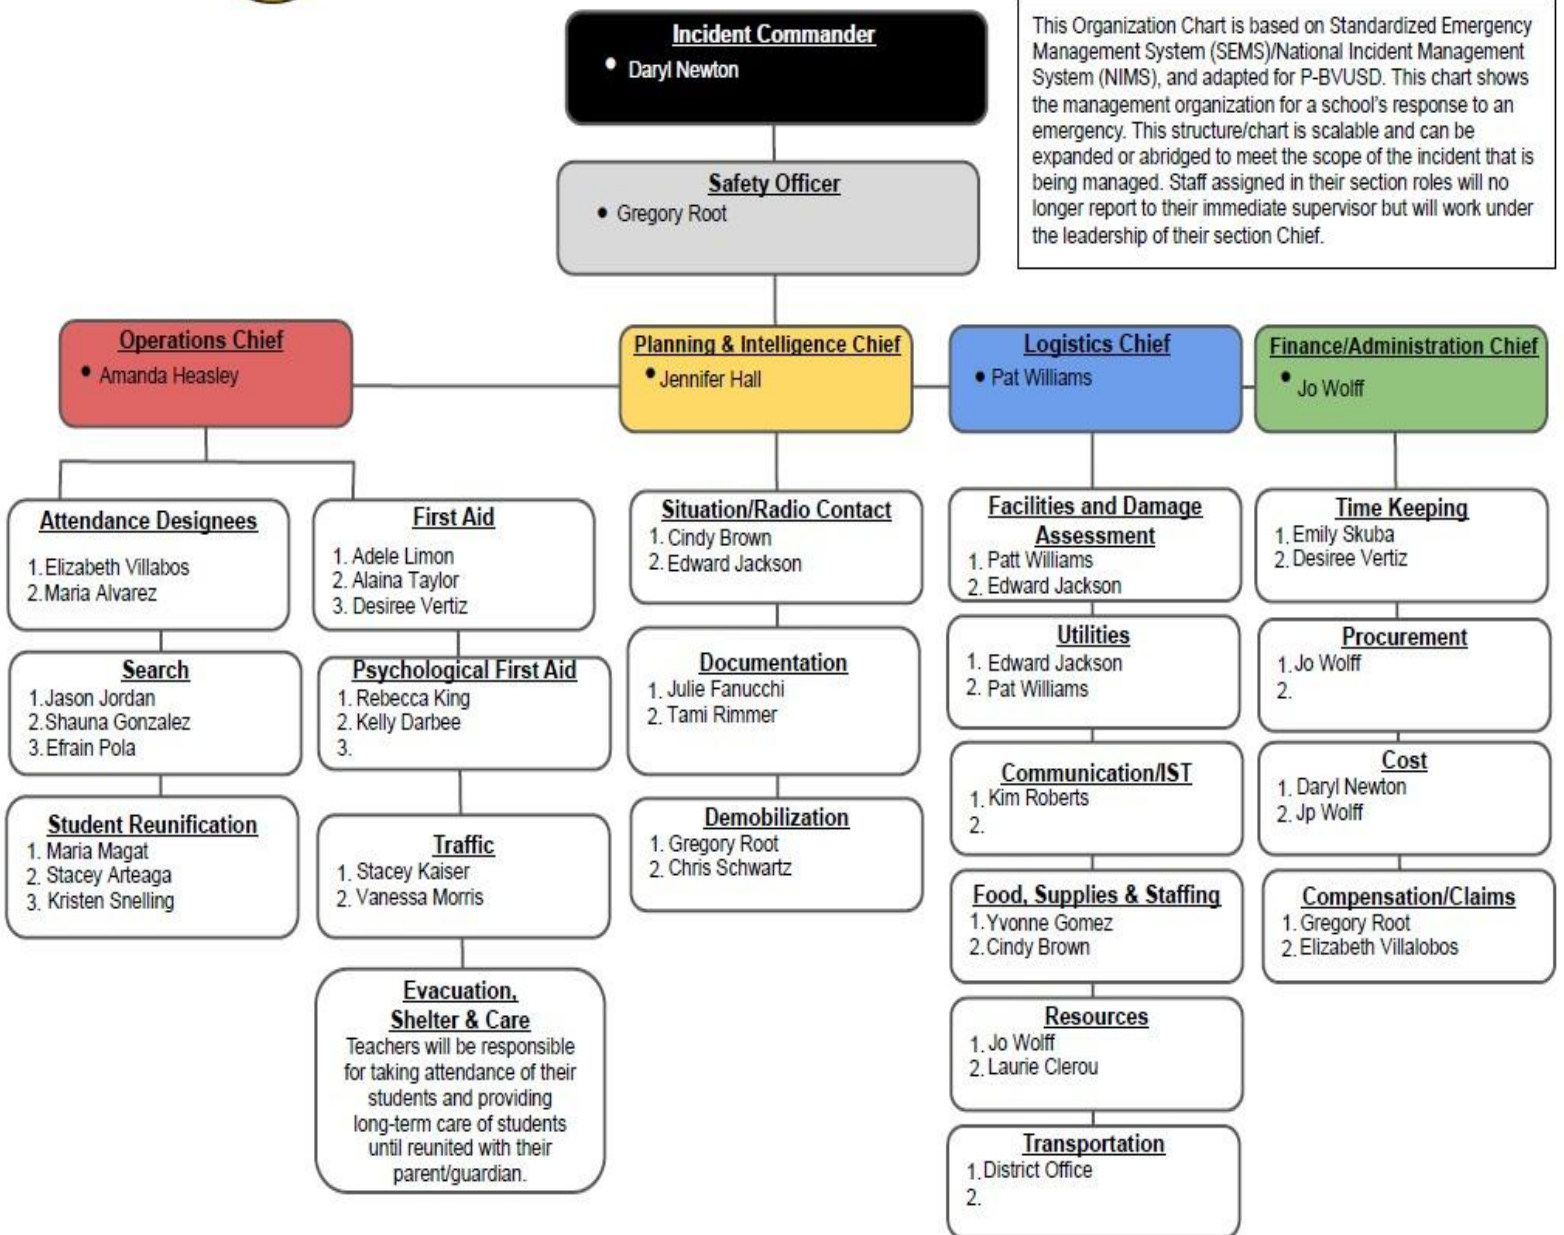 Incident Commander
• Daryl Newton
This Organization Chart is based on Standardized Emergency
Management System (SEMS)/National Incident Management
System (NIMS), and adapted for P-BVUSD. This chart shows
the management organization for a school's response to an
emergency. This structure/chart is scalable and can be
expanded or abridged to meet the scope of the incident that is
being managed. Staff assigned in their section roles will no
longer report to their immediate supervisor but will work under
the leadership of their section Chief.
Safety Officer
• Gregory Root
Operations Chief
• Amanda Heasley
Attendance Designees
1. Elizabeth Villabos
2. Maria Alvarez
Search
1. Jason Jordan
2. Shauna Gonzalez
3. Efrain Pola
Student Reunification
1. Maria Magat
2. Stacey Arteaga
3. Kristen Snelling
First Aid
1. Adele Limon
2. Alaina Taylor
3. Desiree Vertiz
Psychological First Aid
1. Rebecca King
2. Kelly Darbee
3.
Traffic
1. Stacey Kaiser
2. Vanessa Morris
Evacuation,
Shelter & Care
Teachers will be responsible
for taking attendance of their
students and providing
long-term care of students
until reunited with their
parent/guardian.
Planning & Intelligence Chief
• Jennifer Hall
Situation/Radio Contact
1. Cindy Brown
2. Edward Jackson
Documentation
1. Julie Fanucchi
2. Tami Rimmer
Demobilization
1. Gregory Root
2. Chris Schwartz
Logistics Chief
• Pat Williams
Facilities and Damage
Assessment
1. Patt Williams
2. Edward Jackson
Utilities
1. Edward Jackson
2. Pat Williams
Communication/IST
1. Kim Roberts
2.
Food, Supplies & Staffing
1. Yvonne Gomez
2. Cindy Brown
Resources
1. Jo Wolff
2. Laurie Clerou
Transportation
1. District Office
2.
Finance/Administration Chief
• Jo Wolff
Time Keeping
1. Emily Skuba
2. Desiree Vertiz
Procurement
1. Jo Wolff
2.
Cost
1. Daryl Newton
2. Jp Wolff
Compensation/Claims
1. Gregory Root
2. Elizabeth Villalobos